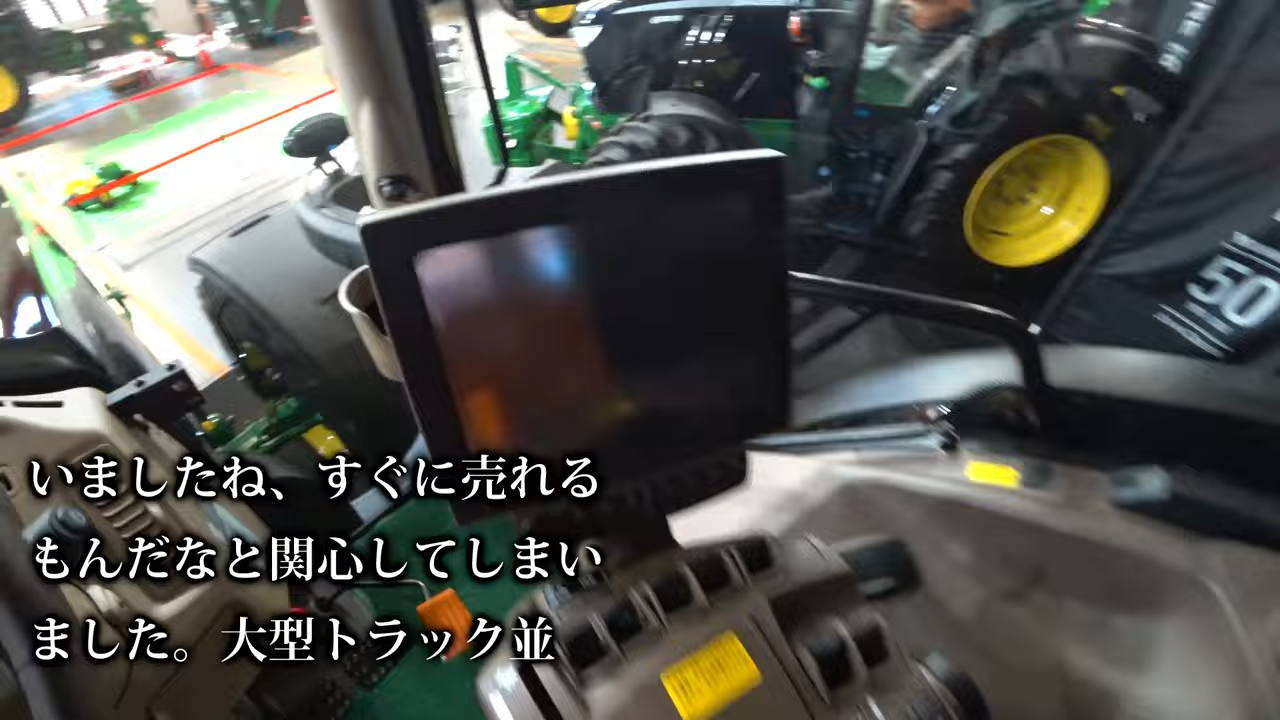 50
いましたね、すぐに売れる
もんだなと関心してしまい
ました。大型トラック並